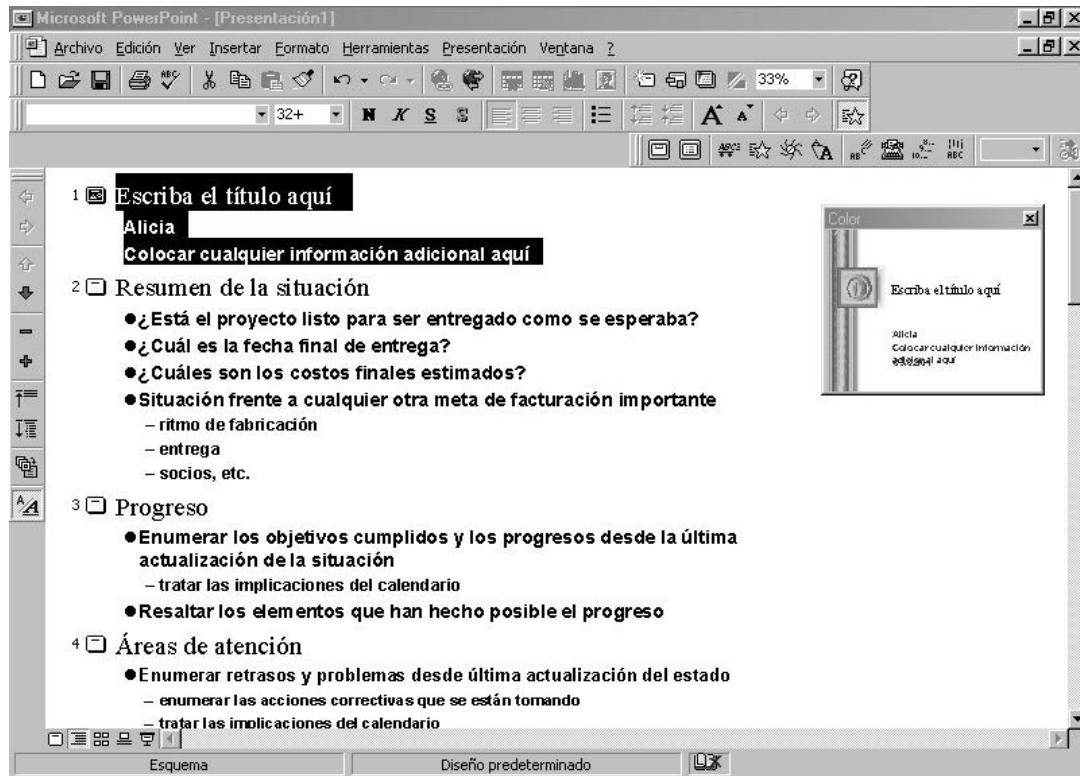 Microsoft PowerPoint - [Presentación1]
Archivo Edición Ver Insertar Formato Herramientas Presentación Ventana ?
33%
32+ N K S S A A
1 Escriba el título aquí
Alicia
Colocar cualquier información adicional aquí
Color
Escriba el título aquí
Alicia
Colocar cualquier información
aquí
2 Resumen de la situación
●¿Está el proyecto listo para ser entregado como se esperaba?
●¿Cuál es la fecha final de entrega?
●¿Cuáles son los costos finales estimados?
●Situación frente a cualquier otra meta de facturación importante
– ritmo de fabricación
– entrega
– socios, etc.
3 Progreso
●Enumerar los objetivos cumplidos y los progresos desde la última
actualización de la situación
– tratar las implicaciones del calendario
●Resaltar los elementos que han hecho posible el progreso
4 Áreas de atención
●Enumerar retrasos y problemas desde última actualización del estado
– enumerar las acciones correctivas que se están tomando
– tratar las implicaciones del calendario
Esquema Diseño predeterminado